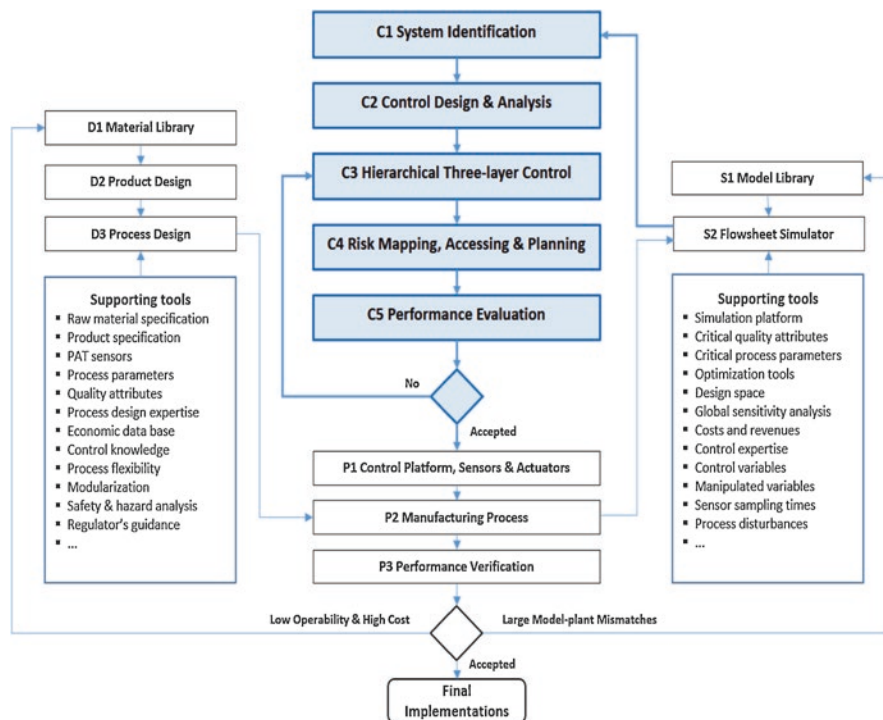 C1 System Identification
C2 Control Design & Analysis
C3 Hierarchical Three-layer Control
C4 Risk Mapping, Accessing & Planning
C5 Performance Evaluation
No
Accepted
D1 Material Library
D2 Product Design
D3 Process Design
Supporting tools
▪ Raw material specification
▪ Product specification
▪ PAT sensors
▪ Process parameters
▪ Quality attributes
▪ Process design expertise
▪ Economic data base
▪ Control knowledge
▪ Process flexibility
▪ Modularization
▪ Safety & hazard analysis
▪ Regulator's guidance
▪ ...
S1 Model Library
S2 Flowsheet Simulator
Supporting tools
▪ Simulation platform
▪ Critical quality attributes
▪ Critical process parameters
▪ Optimization tools
▪ Design space
▪ Global sensitivity analysis
▪ Costs and revenues
▪ Control expertise
▪ Control variables
▪ Manipulated variables
▪ Sensor sampling times
▪ Process disturbances
▪ ...
P1 Control Platform, Sensors & Actuators
P2 Manufacturing Process
P3 Performance Verification
Low Operability & High Cost
Large Model-plant Mismatches
Accepted
Final
Implementations